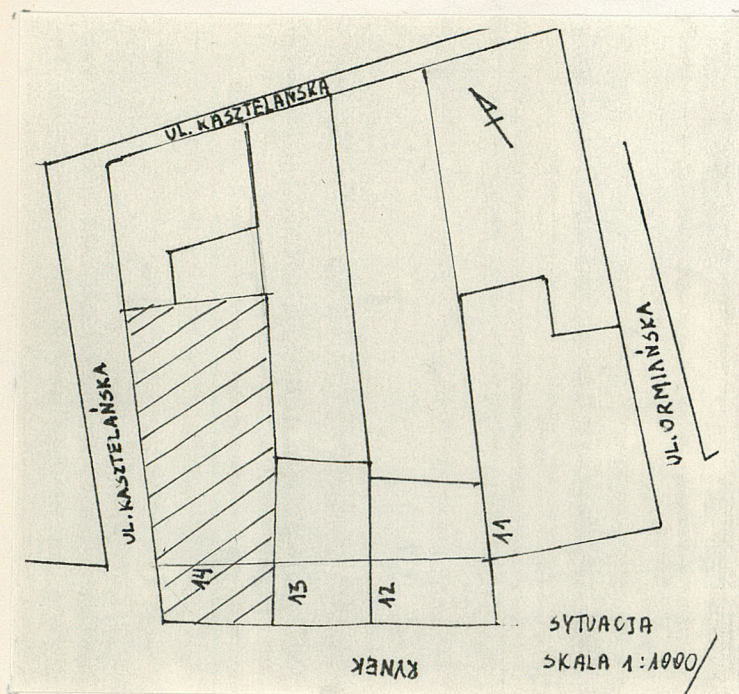 UL. KASZTELAŃSKA
UL. KASZTELAŃSKA
UL. ORMIAŃSKA
14
13
12
11
RYNEK
SYTUACJA
SKALA 1:1000